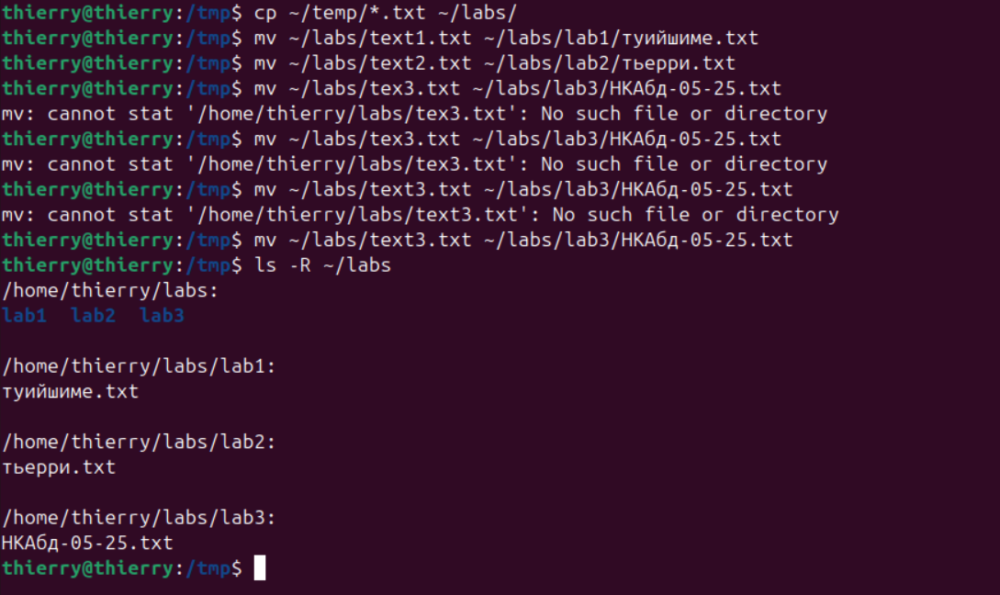 thierry@thierry:/tmp$ cp ~/temp/*.txt ~/labs/
thierry@thierry:/tmp$ mv ~/labs/text1.txt ~/labs/lab1/туийшиме.txt
thierry@thierry:/tmp$ mv ~/labs/text2.txt ~/labs/lab2/тьерри.txt
thierry@thierry:/tmp$ mv ~/labs/tex3.txt ~/labs/lab3/НКАбд-05-25.txt
mv: cannot stat '/home/thierry/labs/tex3.txt': No such file or directory
thierry@thierry:/tmp$ mv ~/labs/tex3.txt ~/labs/lab3/НКАбд-05-25.txt
mv: cannot stat '/home/thierry/labs/tex3.txt': No such file or directory
thierry@thierry:/tmp$ mv ~/labs/text3.txt ~/labs/lab3/НКАбд-05-25.txt
mv: cannot stat '/home/thierry/labs/text3.txt': No such file or directory
thierry@thierry:/tmp$ mv ~/labs/text3.txt ~/labs/lab3/НКАбд-05-25.txt
thierry@thierry:/tmp$ ls -R ~/labs
/home/thierry/labs:
lab1  lab2  lab3
/home/thierry/labs/lab1:
туийшиме.txt
/home/thierry/labs/lab2:
тьерри.txt
/home/thierry/labs/lab3:
НКАбд-05-25.txt
thierry@thierry:/tmp$